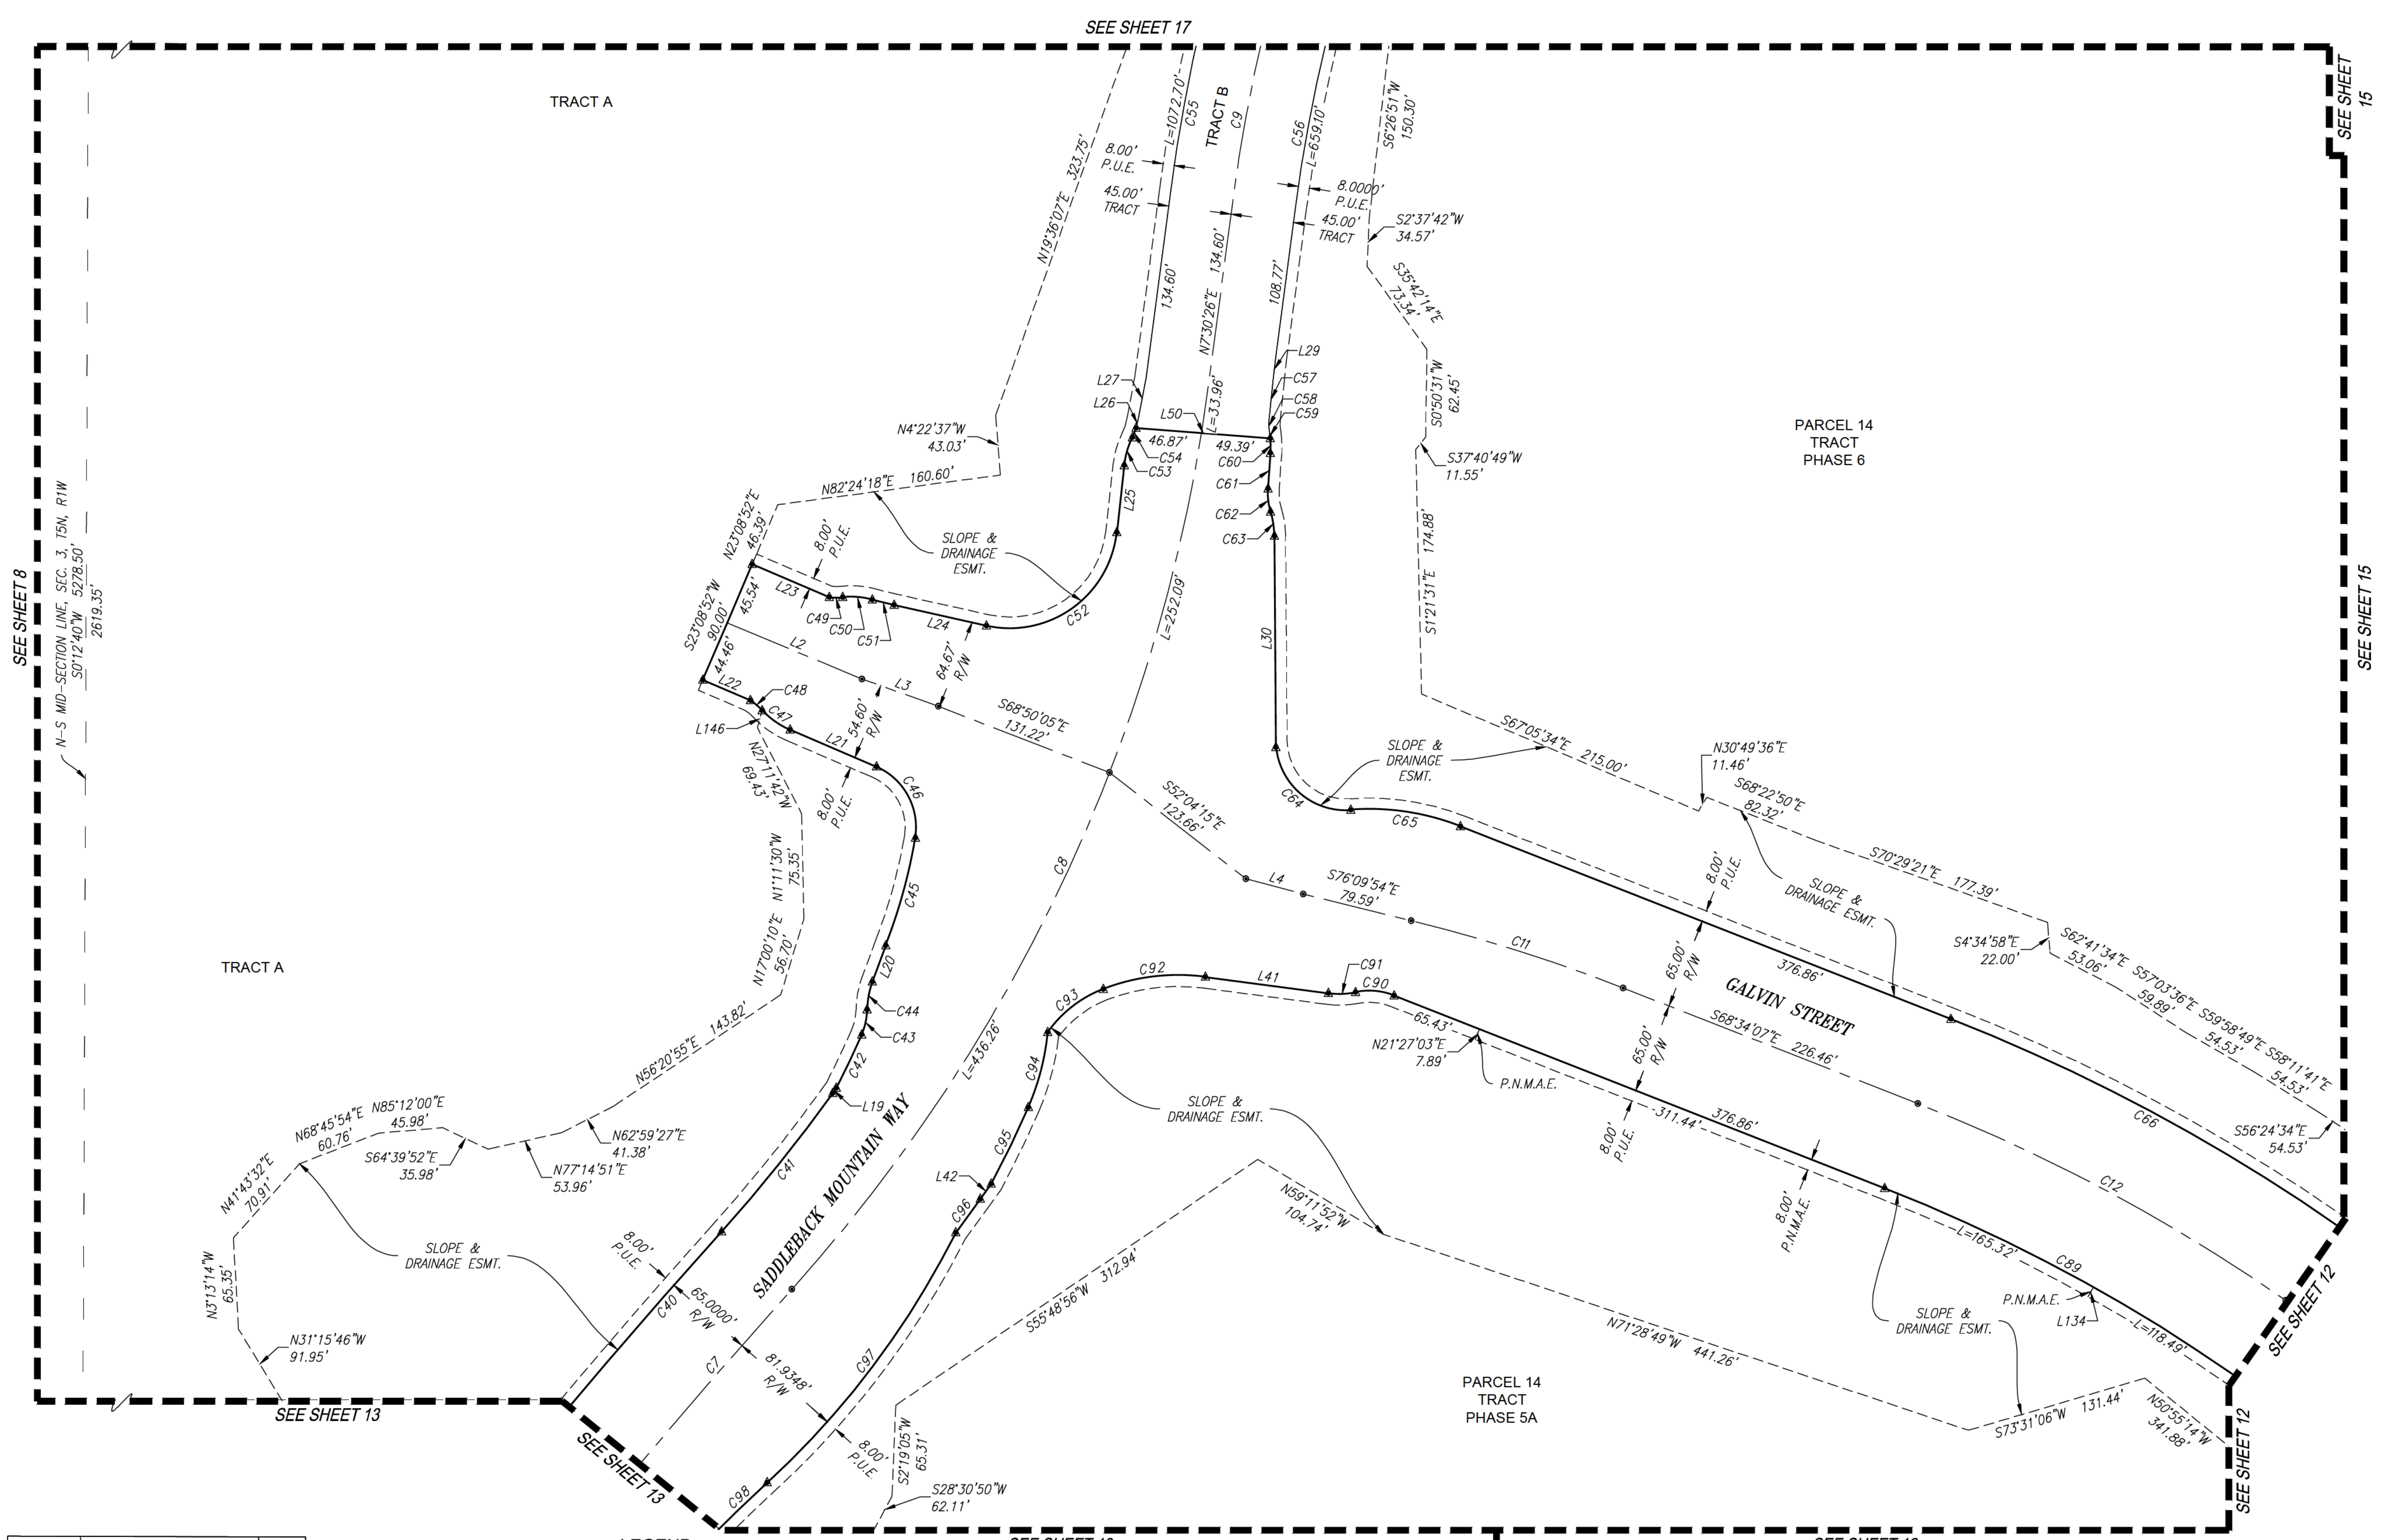 SEE SHEET 17
SEE SHEET
15
TRACT A
L=1072.70'
C55
TRACT B
C9
C56
L=659.10'
S6°26'51"W
150.30'
8.00'
P.U.E.
45.00'
TRACT
8.0000'
P.U.E.
45.00'
TRACT
N19°36'07"E 323.75'
S2°37'42"W
34.57'
S35°42'14"E
73.34'
134.60'
N7°30'26"E 134.60'
108.77'
L29
C57
C58
C59
L27
L26
L50
L=33.96'
46.87'
49.39'
C54
C53
C60
C61
C62
C63
S0°50'31"W
62.45'
PARCEL 14
TRACT
PHASE 6
N4°22'37"W
43.03'
S37°40'49"W
11.55'
N82°24'18"E 160.60'
L25
N23°08'52"E
46.39'
8.00'
P.U.E.
SLOPE &
DRAINAGE
ESMT.
S1°21'31"E 174.88'
N-S MID-SECTION LINE, SEC. 3, T5N, R1W
S0°12'40"W 5278.50'
2619.35'
SEE SHEET 8
SEE SHEET 15
S23°08'52"W
90.00'
45.54'
44.46'
L23
C49
C50
C51
L24
C52
L=252.09'
L30
L2
L3
64.67'
R/W
L22
C48
C47
L146
L21
54.60'
R/W
S68°50'05"E
131.22'
S67°05'34"E 215.00'
N30°49'36"E
11.46'
S68°22'50"E
82.32'
SLOPE &
DRAINAGE
ESMT.
N27°11'42"W
69.43'
8.00'
P.U.E.
C46
S52°04'15"E
123.66'
C64
C65
8.00'
P.U.E.
S70°29'21"E 177.39'
N1°11'30"W
75.35'
C45
C8
L4
S76°09'54"E
79.59'
SLOPE &
DRAINAGE ESMT.
S4°34'58"E
22.00'
S62°41'34"E
53.06'
S57°03'36"E
59.89'
S59°58'49"E
54.53'
S58°11'41"E
54.53'
TRACT A
N17°00'10"E
56.70'
L20
C44
C43
C42
C11
65.00'
R/W
376.86'
GALVIN STREET
C92
L41
C91
C90
C93
65.43'
N21°27'03"E
7.89'
P.N.M.A.E.
S68°34'07"E 226.46'
65.00'
R/W
N56°20'55"E 143.82'
L=436.26'
C94
L19
SLOPE &
DRAINAGE ESMT.
311.44'
376.86'
8.00'
P.U.E.
C66
S56°24'34"E
54.53'
N68°45'54"E
60.76'
N85°12'00"E
45.98'
S64°39'52"E
35.98'
N62°59'27"E
41.38'
N77°14'51"E
53.96'
C41
SADDLEBACK MOUNTAIN WAY
C95
L42
C96
N59°11'52"W
104.74'
C12
8.00'
P.N.M.A.E.
L=165.32'
C89
N41°43'32"E
70.91'
SLOPE &
DRAINAGE ESMT.
8.00'
P.U.E.
C40
65.0000'
R/W
N3°13'14"W
65.35'
N31°15'46"W
91.95'
S55°48'56"W 312.94'
P.N.M.A.E.
L134
L=118.49'
SLOPE &
DRAINAGE ESMT.
SEE SHEET 12
C7
81.9348'
R/W
C97
N71°28'49"W 441.26'
PARCEL 14
TRACT
PHASE 5A
SEE SHEET 13
SEE SHEET 13
8.00'
P.U.E.
S2°19'05"W
65.31'
S73°31'06"W 131.44'
N50°55'14"W
341.88'
SEE SHEET 12
C98
S28°30'50"W
62.11'